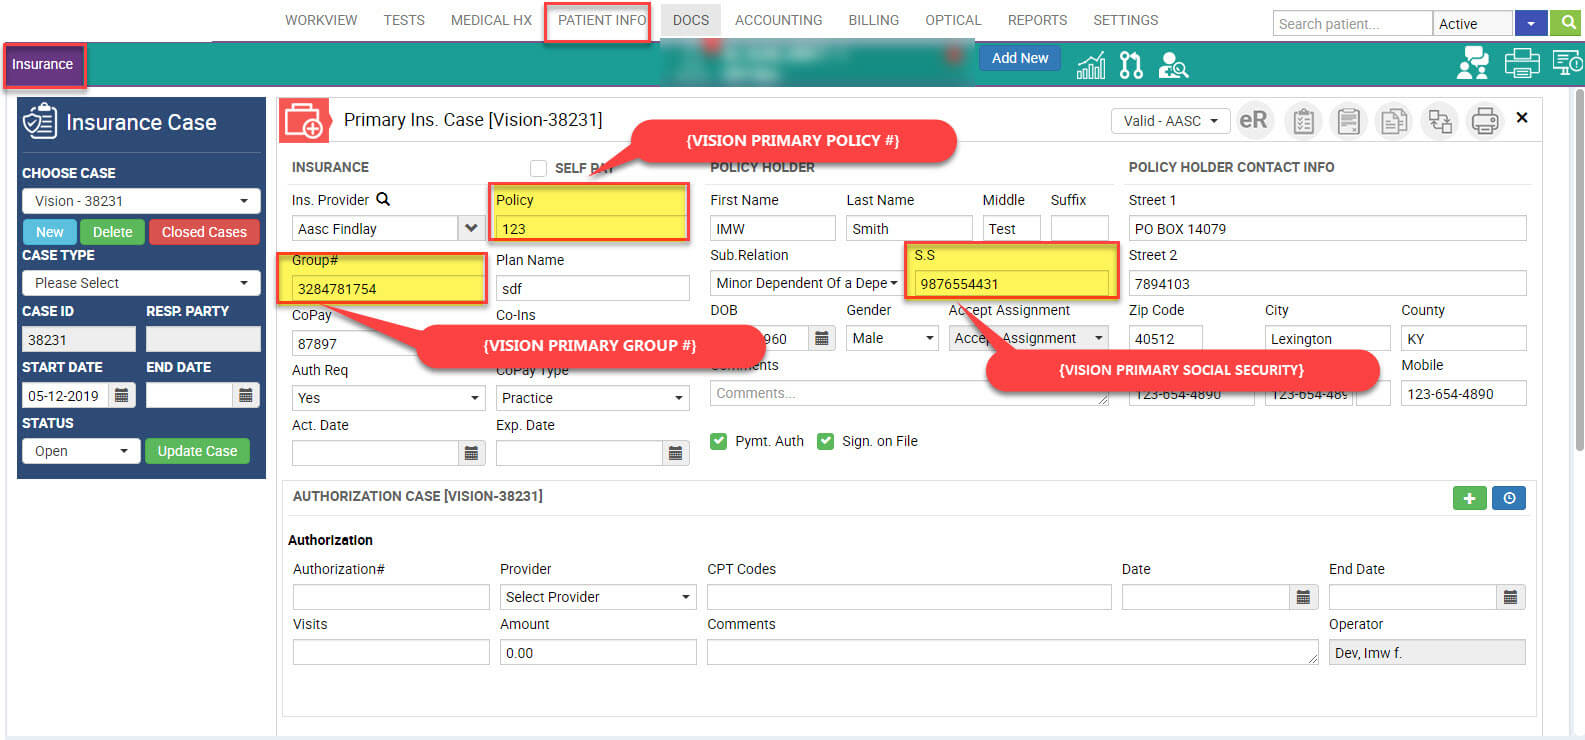 WORKVIEW TESTS MEDICAL HX PATIENT INFO DOCS ACCOUNTING BILLING OPTICAL REPORTS SETTINGS Search patient... Active
Insurance Add New
Insurance Case
CHOOSE CASE
Vision - 38231
New Delete Closed Cases
CASE TYPE
Please Select
CASE ID RESP. PARTY
38231
START DATE END DATE
05-12-2019
STATUS
Open Update Case
Primary Ins. Case [Vision-38231] Valid - AASC eR
{VISION PRIMARY POLICY #}
INSURANCE SELF PAY POLICY HOLDER POLICY HOLDER CONTACT INFO
Ins. Provider Policy First Name Last Name Middle Suffix Street 1
Aasc Findlay 123 IMW Smith Test PO BOX 14079
Group# Plan Name Sub.Relation S.S Street 2
3284781754 sdf Minor Dependent Of a Depe 9876554431 7894103
CoPay Co-Ins DOB Gender Accept Assignment Zip Code City County
87897 960 Male Accept Assignment 40512 Lexington KY
{VISION PRIMARY GROUP #}
{VISION PRIMARY SOCIAL SECURITY}
Auth Req CoPay Type Comments Mobile
Yes Practice Comments... 123-654-4890 123-654-489 123-654-4890
Act. Date Exp. Date
Pymt. Auth Sign. on File
AUTHORIZATION CASE [VISION-38231]
Authorization
Authorization# Provider CPT Codes Date End Date
Select Provider
Visits Amount Comments Operator
0.00 Dev, Imw f.